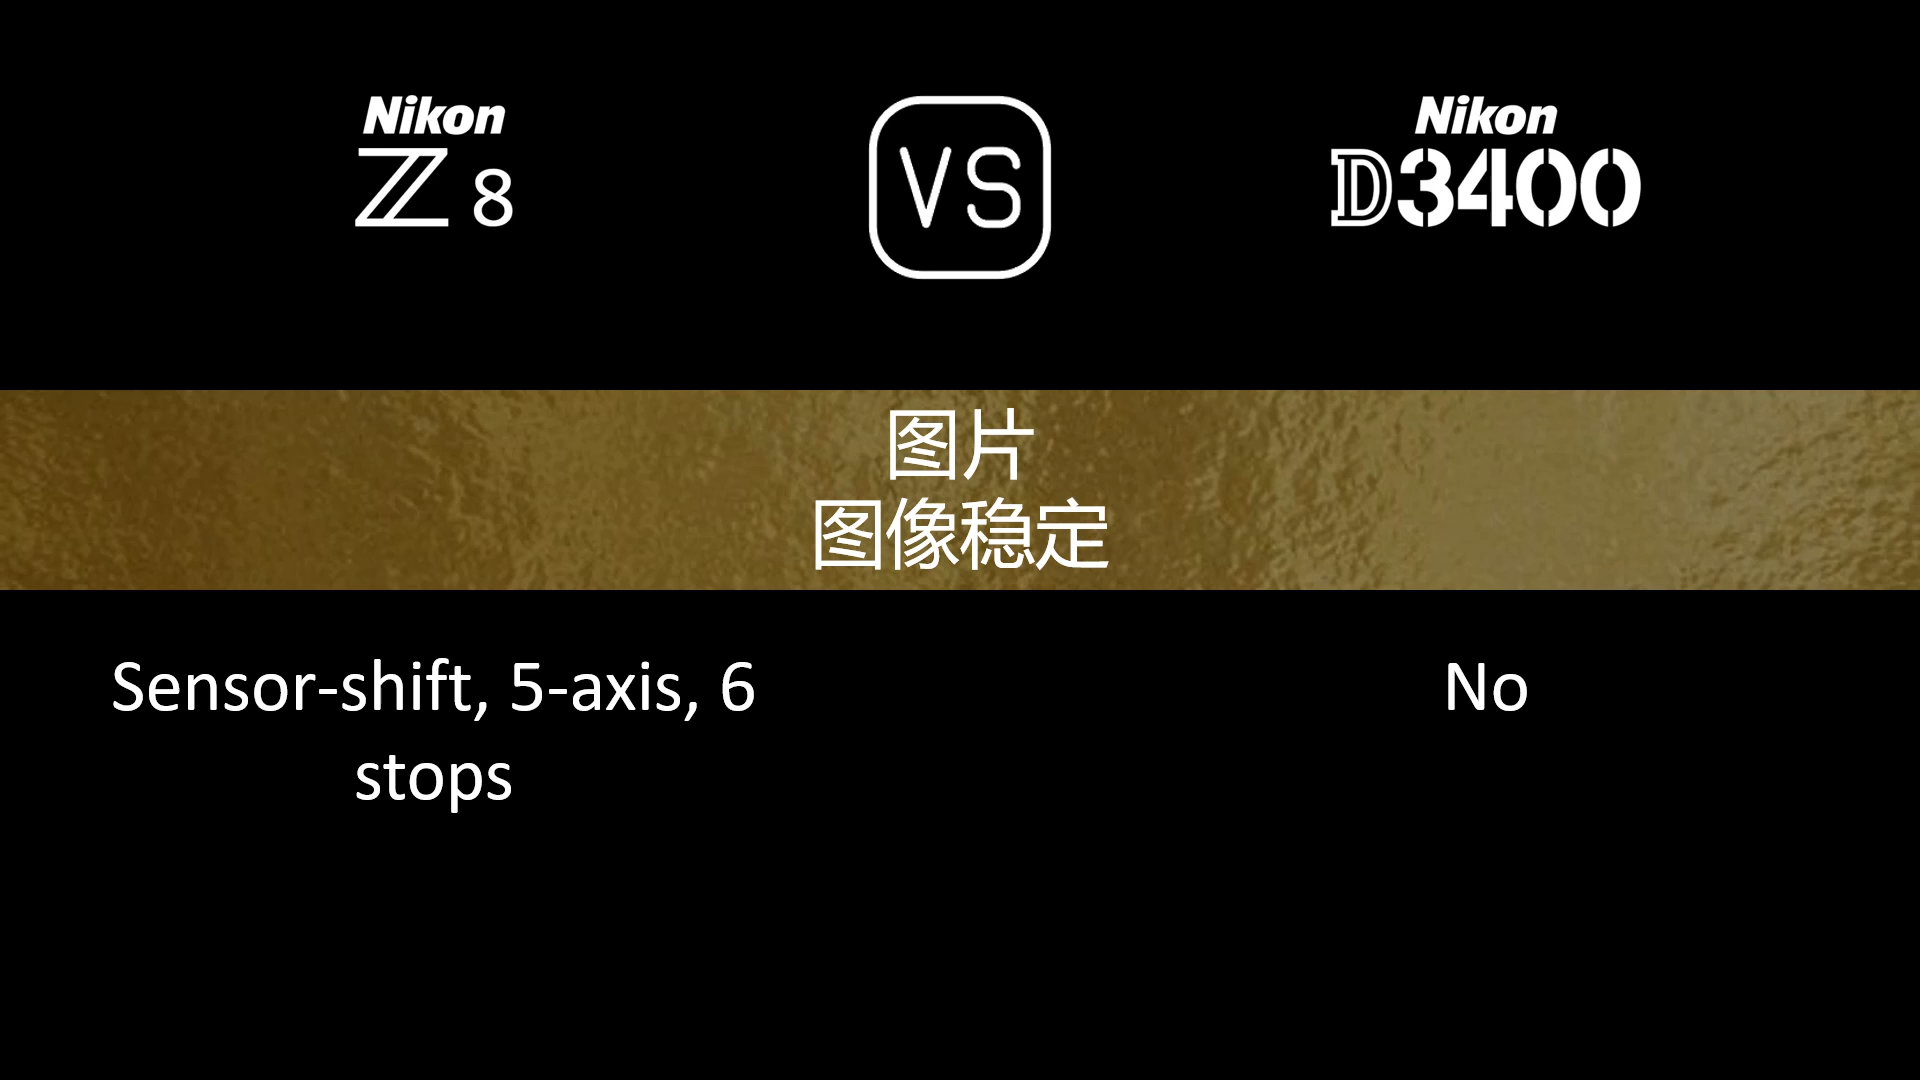 Nikon
Z 8
VS
Nikon
D3400
图片
图像稳定
Sensor-shift, 5-axis, 6
stops
No